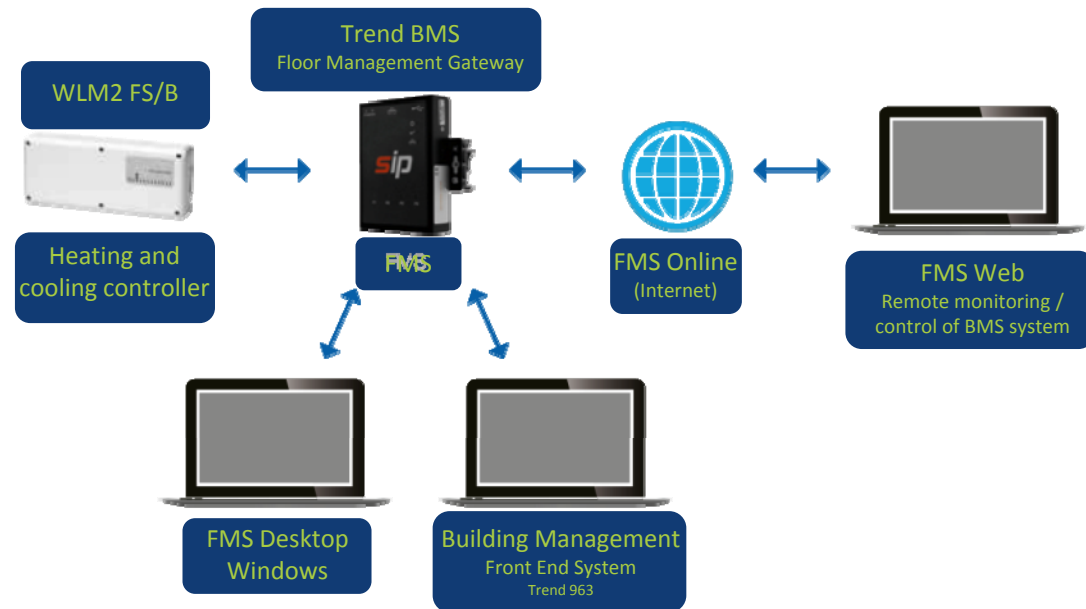 Trend BMS
Floor Management Gateway
WLM2 FS/B
sip
Heating and
cooling controller
FMS
FMS Online
(Internet)
FMS Web
Remote monitoring /
control of BMS system
FMS Desktop
Windows
Building Management
Front End System
Trend 963